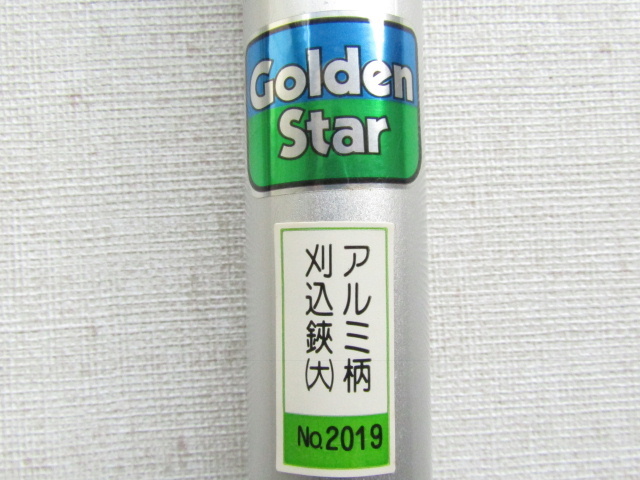 Golden
Star
アルミ柄
刈込鋏(大)
No.2019